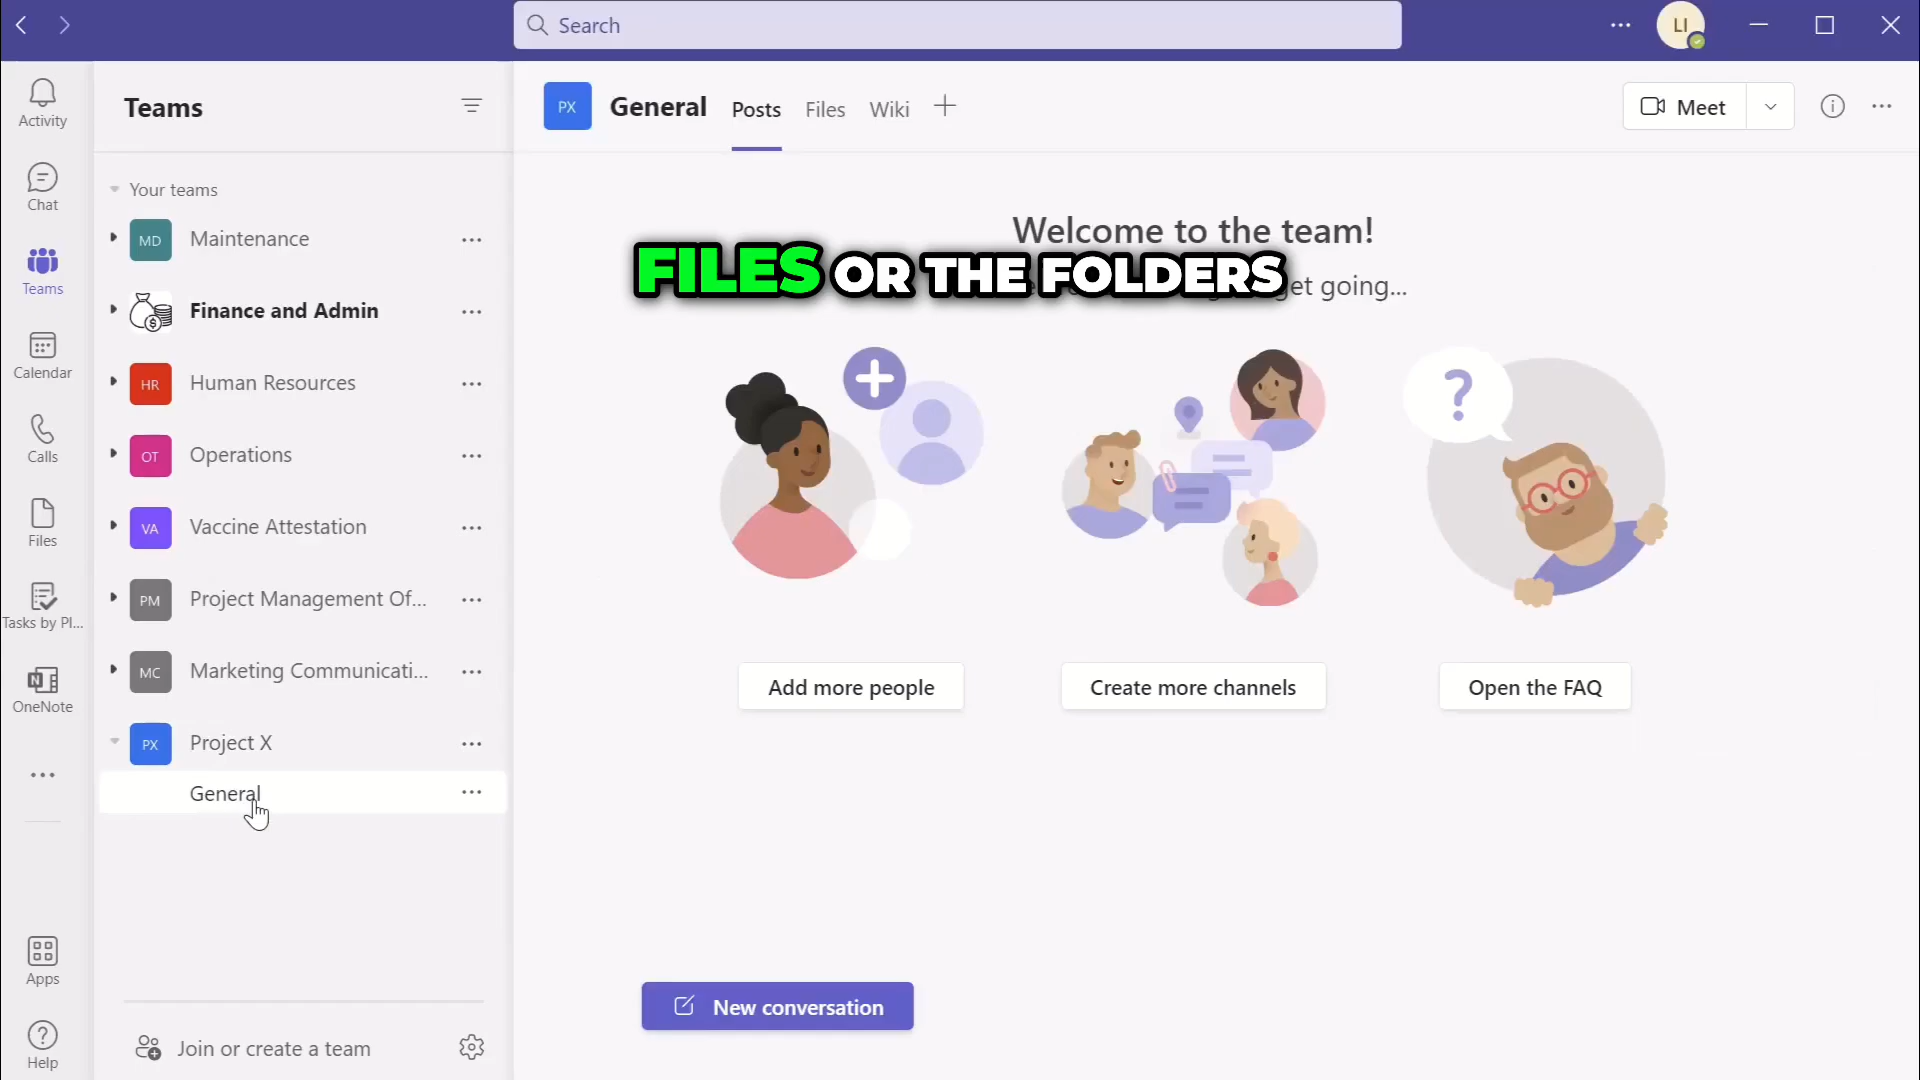 Search
LI
Activity
Chat
Teams
Calendar
Calls
Files
Tasks by Pl...
OneNote
Apps
Help
Teams
Your teams
MD Maintenance
Finance and Admin
HR Human Resources
OT Operations
VA Vaccine Attestation
PM Project Management Of...
MC Marketing Communicati...
PX Project X
General
Join or create a team
PX General Posts Files Wiki
Meet
Welcome to the team!
FILES OR THE FOLDERS
get going...
Add more people
Create more channels
Open the FAQ
New conversation